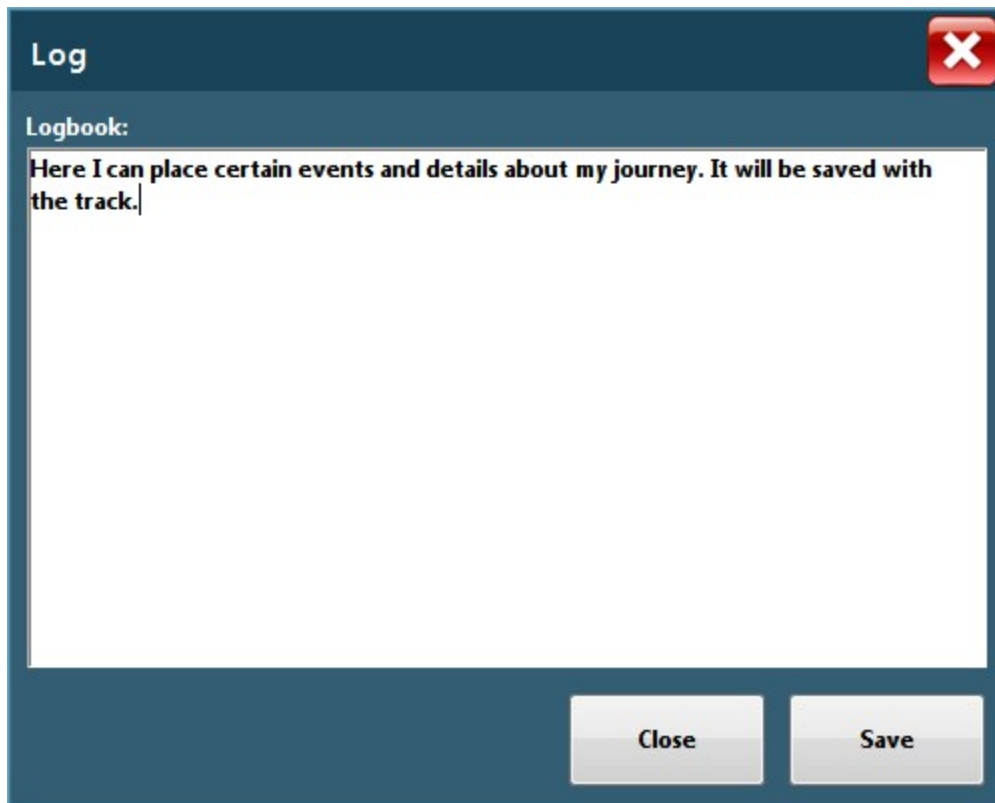 Log
Logbook:
Here I can place certain events and details about my journey. It will be saved with
the track.
Close
Save